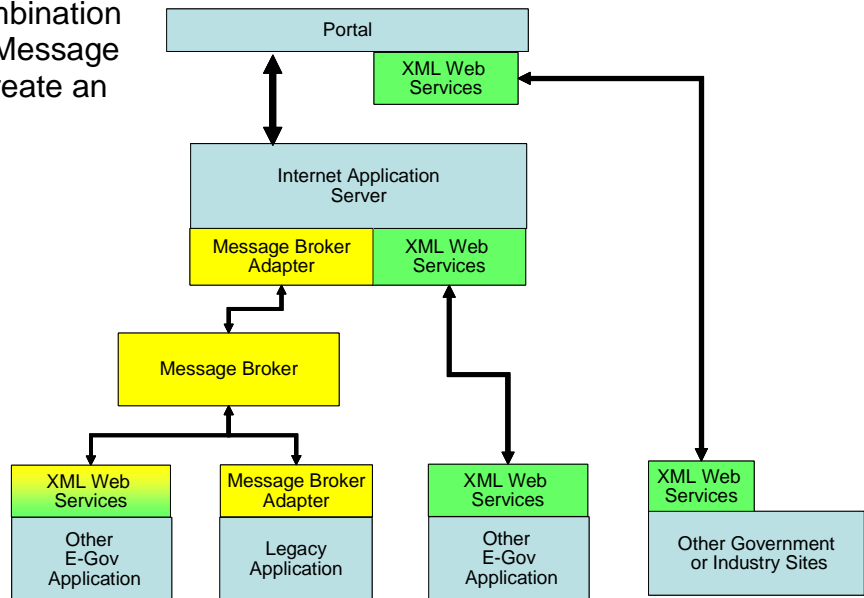 Message
reate an
Portal
XML Web
Services
Internet Application
Server
Message Broker
Adapter
XML Web
Services
Message Broker
XML Web
Services
Message Broker
Adapter
XML Web
Services
XML Web
Services
Other
E-Gov
Application
Legacy
Application
Other
E-Gov
Application
Other Government
or Industry Sites